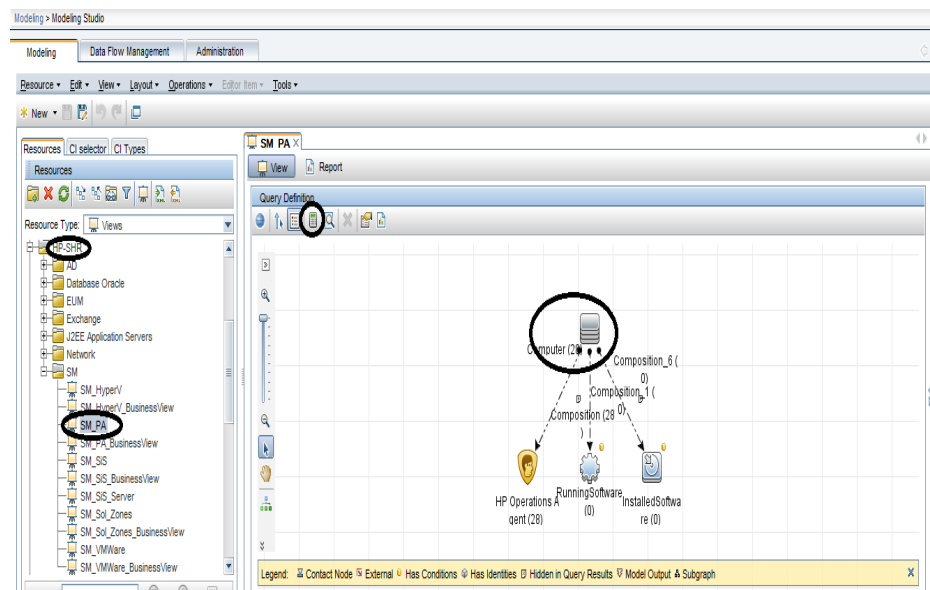 Modeling > Modeling Studio
Modeling Data Flow Management Administration
Resource Edit View Layout Operations Editor Item Tools
New
Resources CI selector CI Types
Resources
Resource Type: Views
HP-SHR
AD
Database Oracle
EUM
Exchange
J2EE Application Servers
Network
SM
SM_HyperV
SM_HyperV_BusinessView
SM_PA
SM_PA_BusinessView
SM_SiS
SM_SiS_BusinessView
SM_SiS_Server
SM_Sol_Zones
SM_Sol_Zones_BusinessView
SM_VMWare
SM_VMWare_BusinessView
SM PA X
View Report
Query Definition
Computer (28)
Composition_6 (
0)
Composition_1 (
0)
Composition (28
)
HP Operations A
gent (28)
RunningSoftware
(0)
InstalledSoftwa
re (0)
Legend: Contact Node External Has Conditions Has Identities Hidden in Query Results Model Output Subgraph X